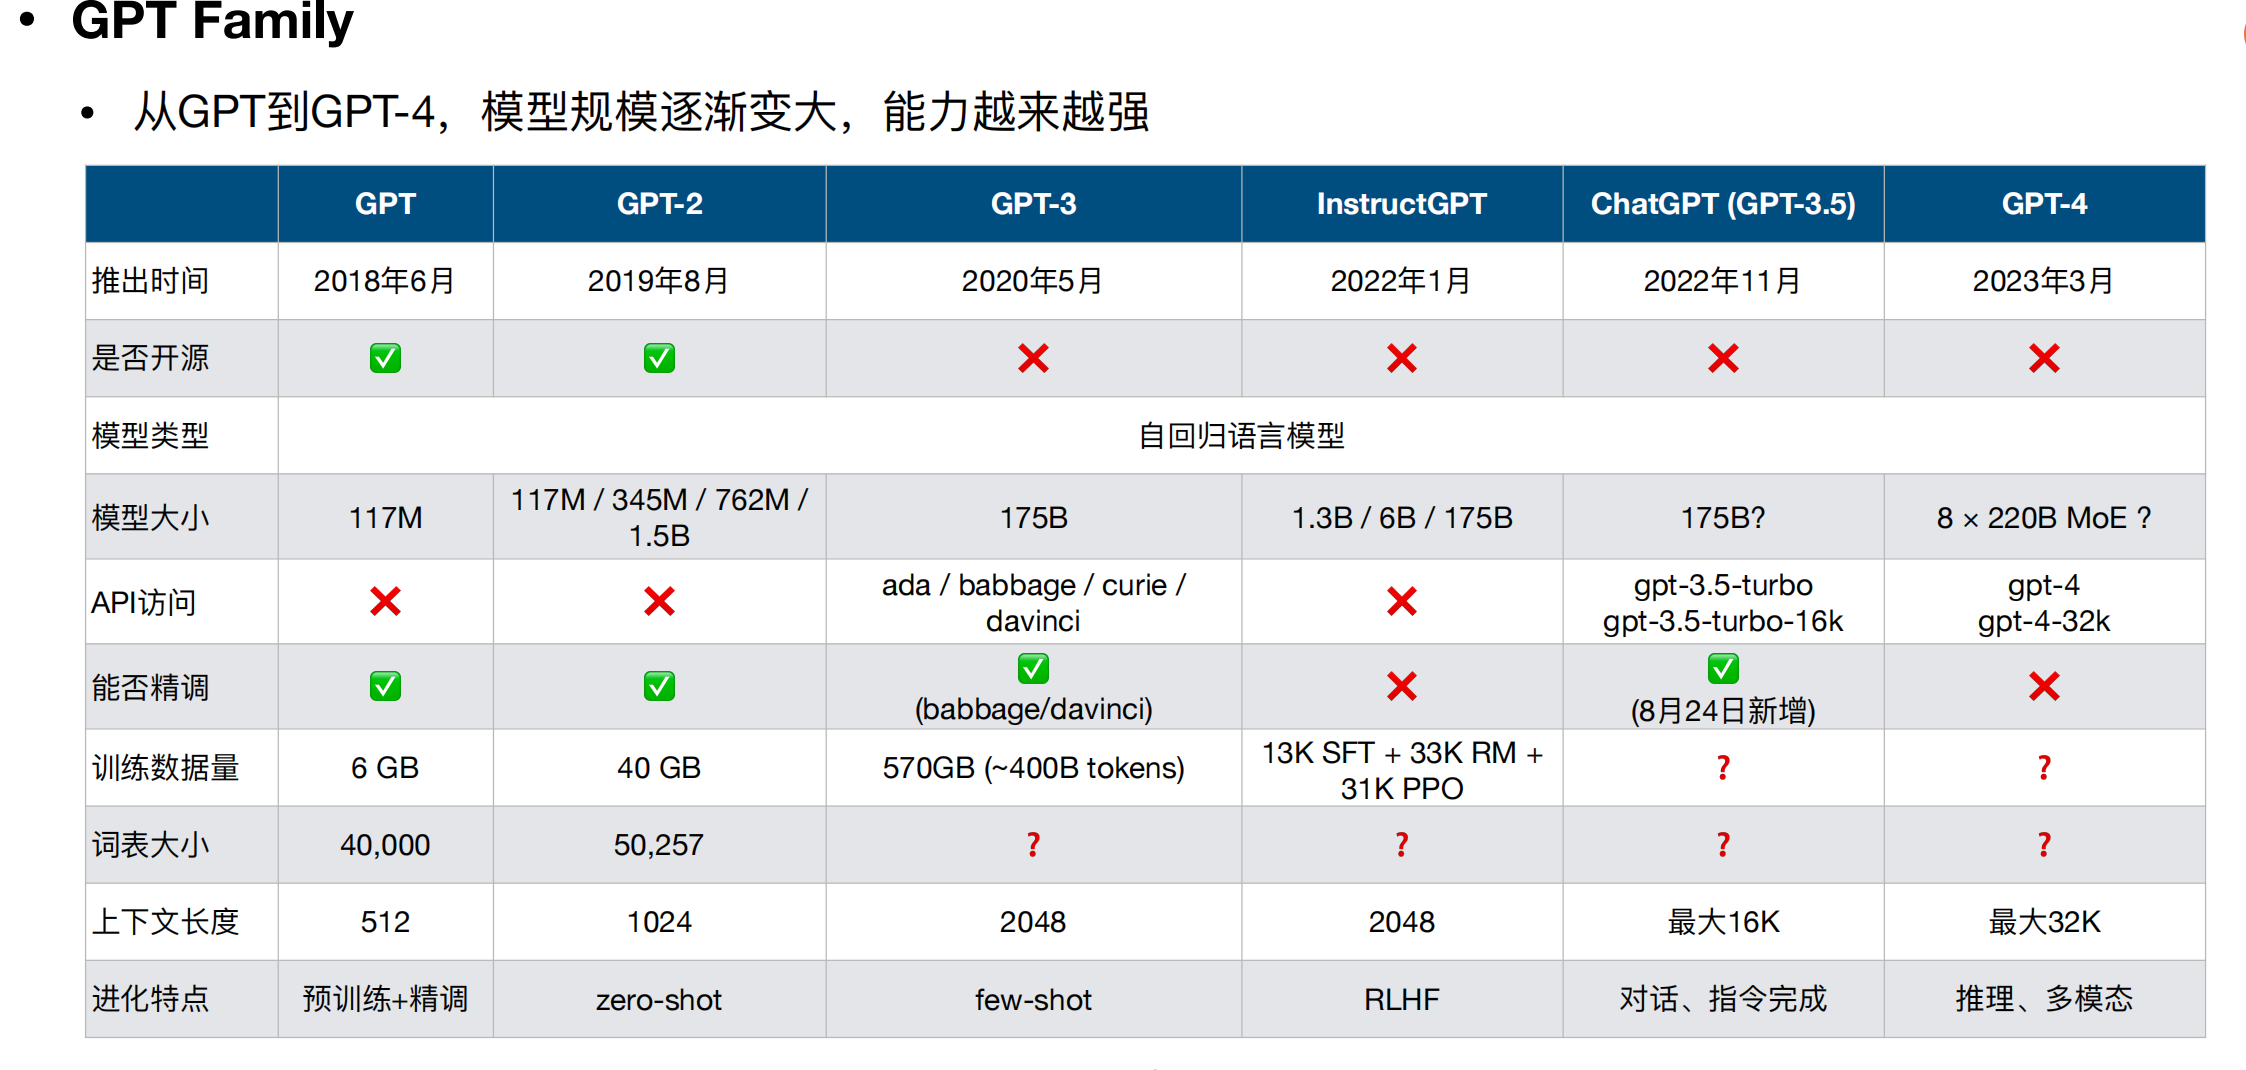 • GPT Family
• 从GPT到GPT-4，模型规模逐渐变大，能力越来越强
GPT GPT-2 GPT-3 InstructGPT ChatGPT (GPT-3.5) GPT-4
推出时间 2018年6月 2019年8月 2020年5月 2022年1月 2022年11月 2023年3月
是否开源 ✅ ✅ ❌ ❌ ❌ ❌
模型类型 自回归语言模型
模型大小 117M 117M / 345M / 762M /
1.5B 175B 1.3B / 6B / 175B 175B? 8 × 220B MoE ?
API访问 ❌ ❌ ada / babbage / curie /
davinci ❌ gpt-3.5-turbo
gpt-3.5-turbo-16k gpt-4
gpt-4-32k
能否精调 ✅ ✅ ✅
(babbage/davinci) ❌ ✅
(8月24日新增) ❌
训练数据量 6 GB 40 GB 570GB (~400B tokens) 13K SFT + 33K RM +
31K PPO ? ?
词表大小 40,000 50,257 ? ? ? ?
上下文长度 512 1024 2048 2048 最大16K 最大32K
进化特点 预训练+精调 zero-shot few-shot RLHF 对话、指令完成 推理、多模态